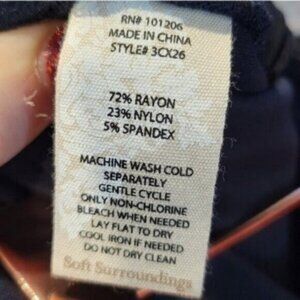 RN# 101206
MADE IN CHINA
STYLE# 3CX26
72% RAYON
23% NYLON
5% SPANDEX
MACHINE WASH COLD
SEPARATELY
GENTLE CYCLE
ONLY NON-CHLORINE
BLEACH WHEN NEEDED
LAY FLAT TO DRY
COOL IRON IF NEEDED
DO NOT DRY CLEAN
Soft Surroundings